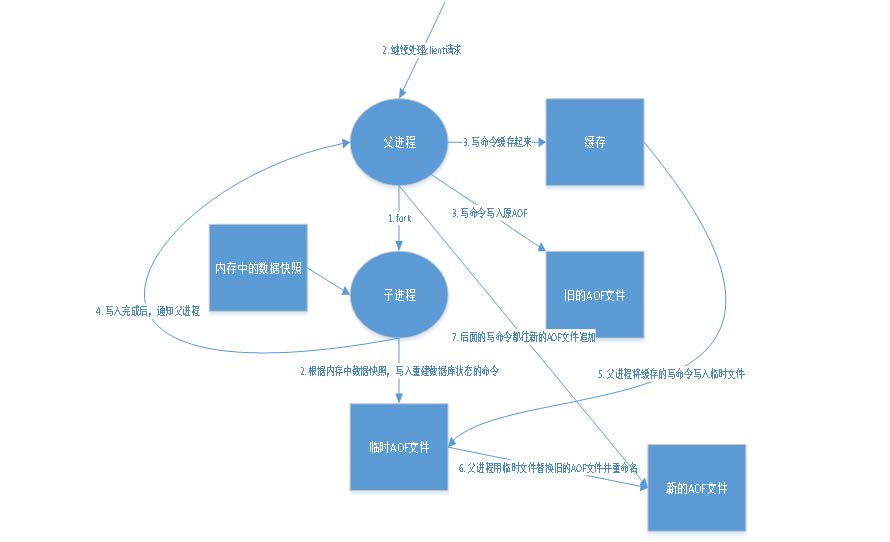 2. 继续处理client请求
父进程
3. 写命令缓存起来
缓存
1.fork
3. 写命令写入原AOF
内存中的数据快照
子进程
旧的AOF文件
4. 写入完成后，通知父进程
7. 后面的写命令都往新的AOF文件追加
2. 根据内存中数据快照，写入重建数据库状态的命令
5. 父进程将缓存的写命令写入临时文件
临时AOF文件
6. 父进程用临时文件替换旧的AOF文件并重命名
新的AOF文件